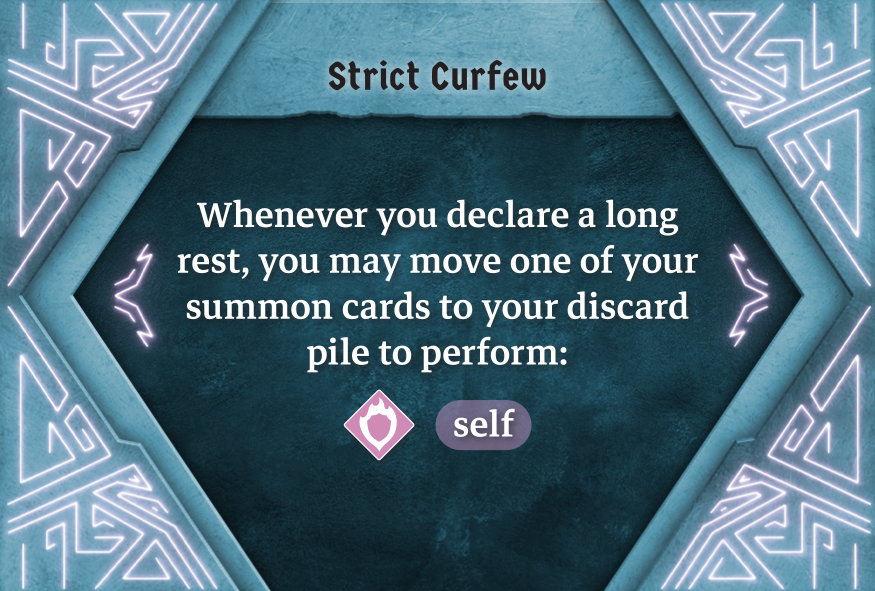 Strict Curfew
Whenever you declare a long
rest, you may move one of your
summon cards to your discard
pile to perform:
self